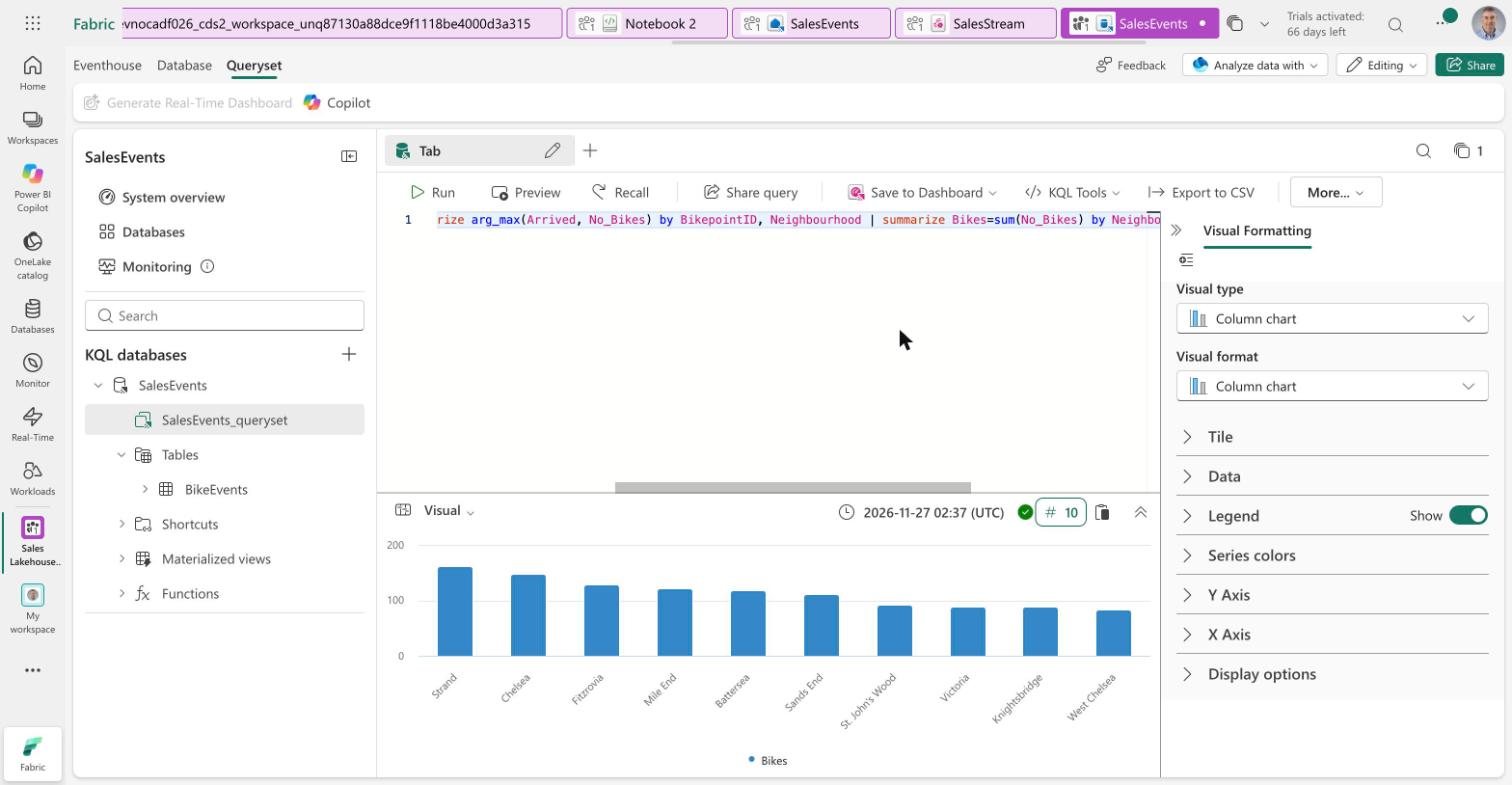 Fabric
evnocadf026_cds2_workspace_unq87130a88dce9f1118be4000d3a315
Notebook 2
SalesEvents
SalesStream
SalesEvents
Trials activated:
66 days left
Home
Workspaces
Power BI
Copilot
OneLake
catalog
Databases
Monitor
Real-Time
Workloads
Sales
Lakehouse..
My
workspace
Fabric
Eventhouse Database Queryset
Feedback
Analyze data with
Editing
Share
Generate Real-Time Dashboard
Copilot
SalesEvents
System overview
Databases
Monitoring
Search
KQL databases
SalesEvents
SalesEvents_queryset
Tables
BikeEvents
Shortcuts
Materialized views
Functions
Tab
1
Run Preview Recall Share query Save to Dashboard KQL Tools Export to CSV More...
1 rize arg_max(Arrived, No_Bikes) by BikepointID, Neighbourhood | summarize Bikes=sum(No_Bikes) by Neighbo
Visual
2026-11-27 02:37 (UTC)
# 10
200
100
0
Strand
Chelsea
Fitzrovia
Mile End
Battersea
Sands End
St. John's Wood
Victoria
Knightsbridge
West Chelsea
Bikes
Visual Formatting
Visual type
Column chart
Visual format
Column chart
Tile
Data
Legend Show
Series colors
Y Axis
X Axis
Display options